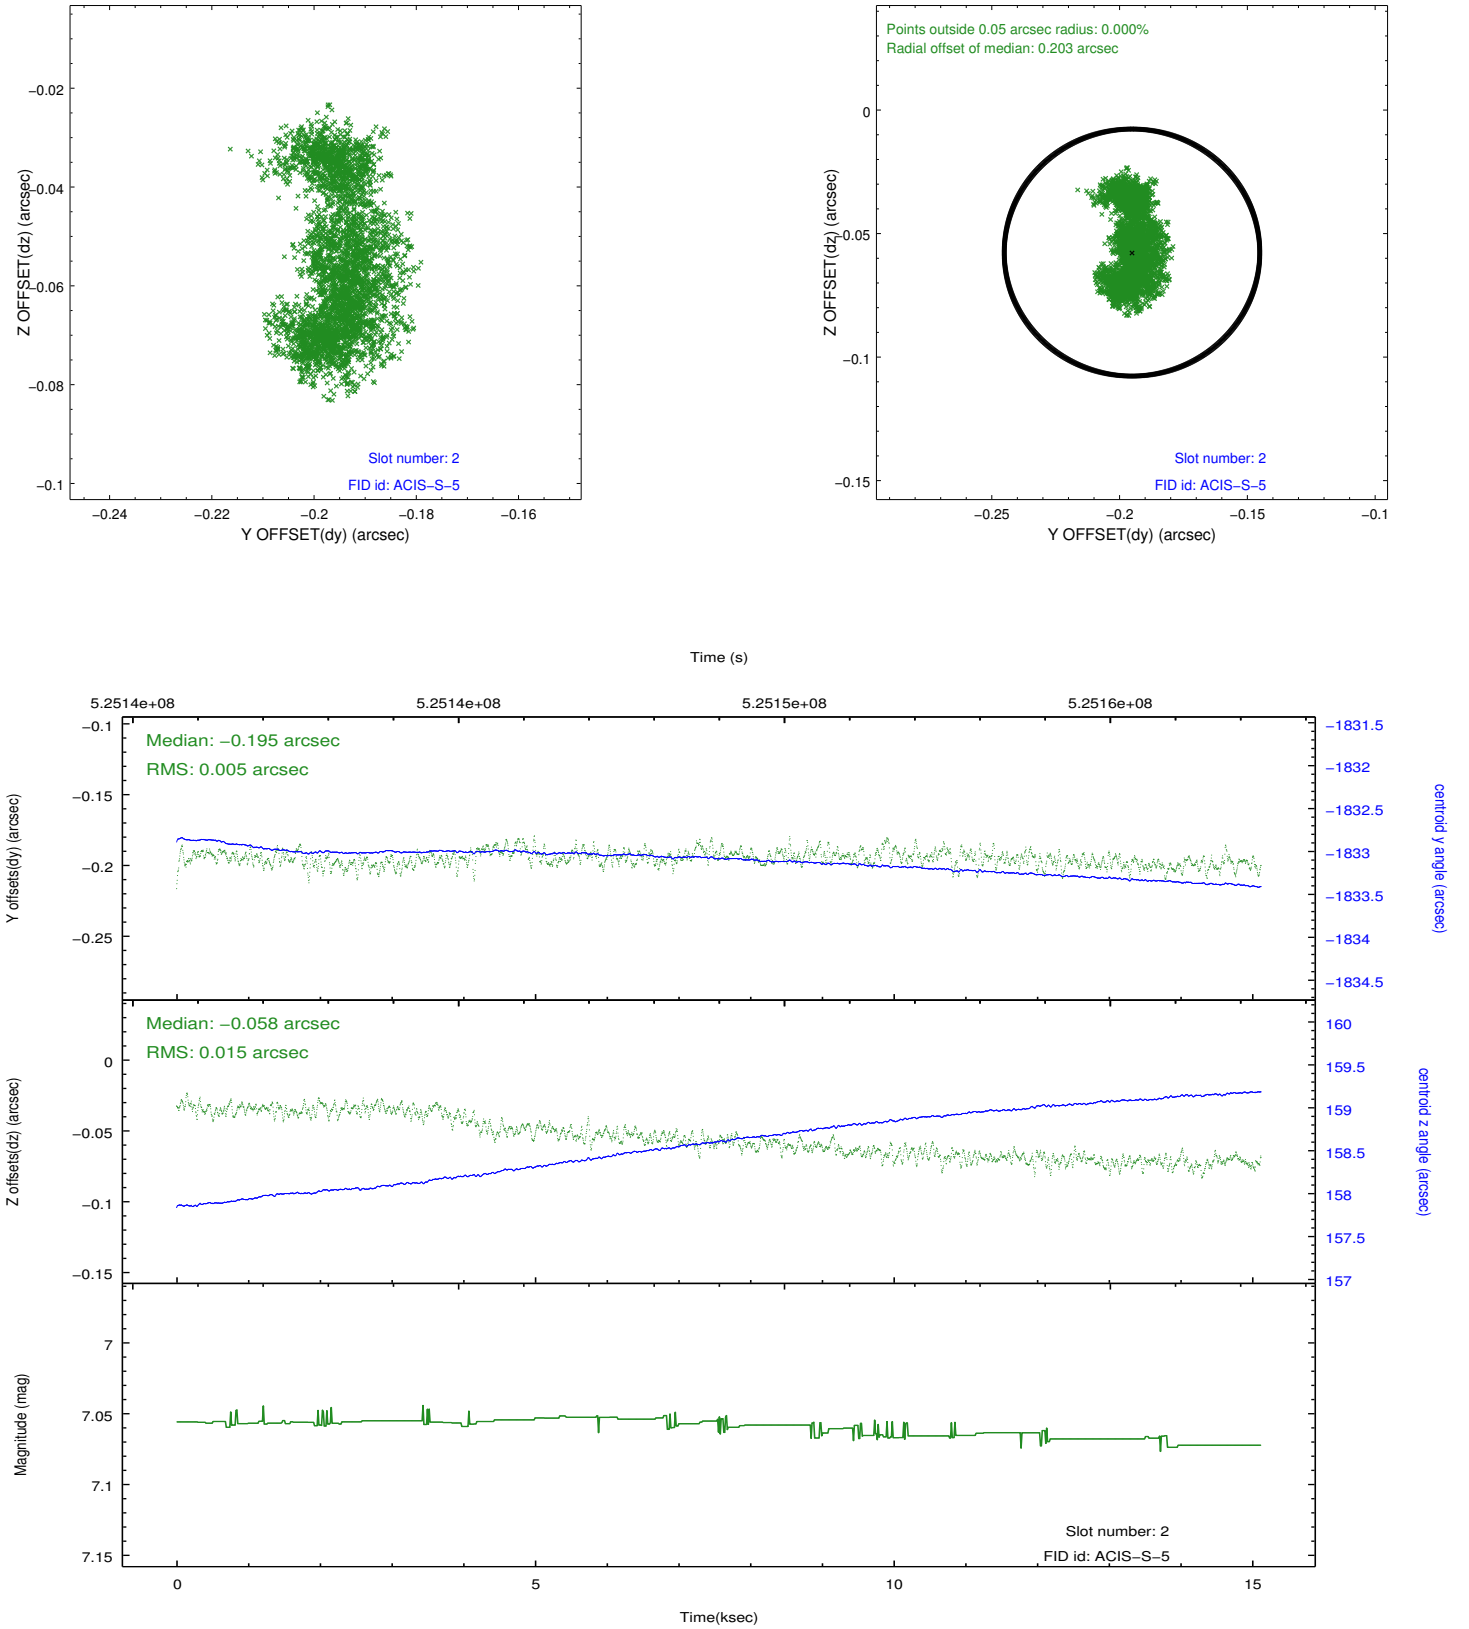 −0.02
−0.04
−0.06
−0.08
−0.1
Z OFFSET(dz) (arcsec)
Slot number: 2
FID id: ACIS−S−5
−0.24
−0.22
−0.2
−0.18
−0.16
Y OFFSET(dy) (arcsec)
Points outside 0.05 arcsec radius: 0.000%
Radial offset of median: 0.203 arcsec
0
−0.05
−0.1
−0.15
Z OFFSET(dz) (arcsec)
Slot number: 2
FID id: ACIS−S−5
−0.25
−0.2
−0.15
−0.1
Y OFFSET(dy) (arcsec)
Time (s)
5.2514e+08
5.2514e+08
5.2515e+08
5.2516e+08
−0.1
−0.15
−0.2
−0.25
Y offsets(dy) (arcsec)
Median: −0.195 arcsec
RMS: 0.005 arcsec
−1831.5
−1832
−1832.5
−1833
−1833.5
−1834
−1834.5
centroid y angle (arcsec)
0
−0.05
−0.1
−0.15
Z offsets(dz) (arcsec)
Median: −0.058 arcsec
RMS: 0.015 arcsec
160
159.5
159
158.5
158
157.5
157
centroid z angle (arcsec)
7
7.05
7.1
7.15
Magnitude (mag)
Slot number: 2
FID id: ACIS−S−5
0
5
10
15
Time(ksec)